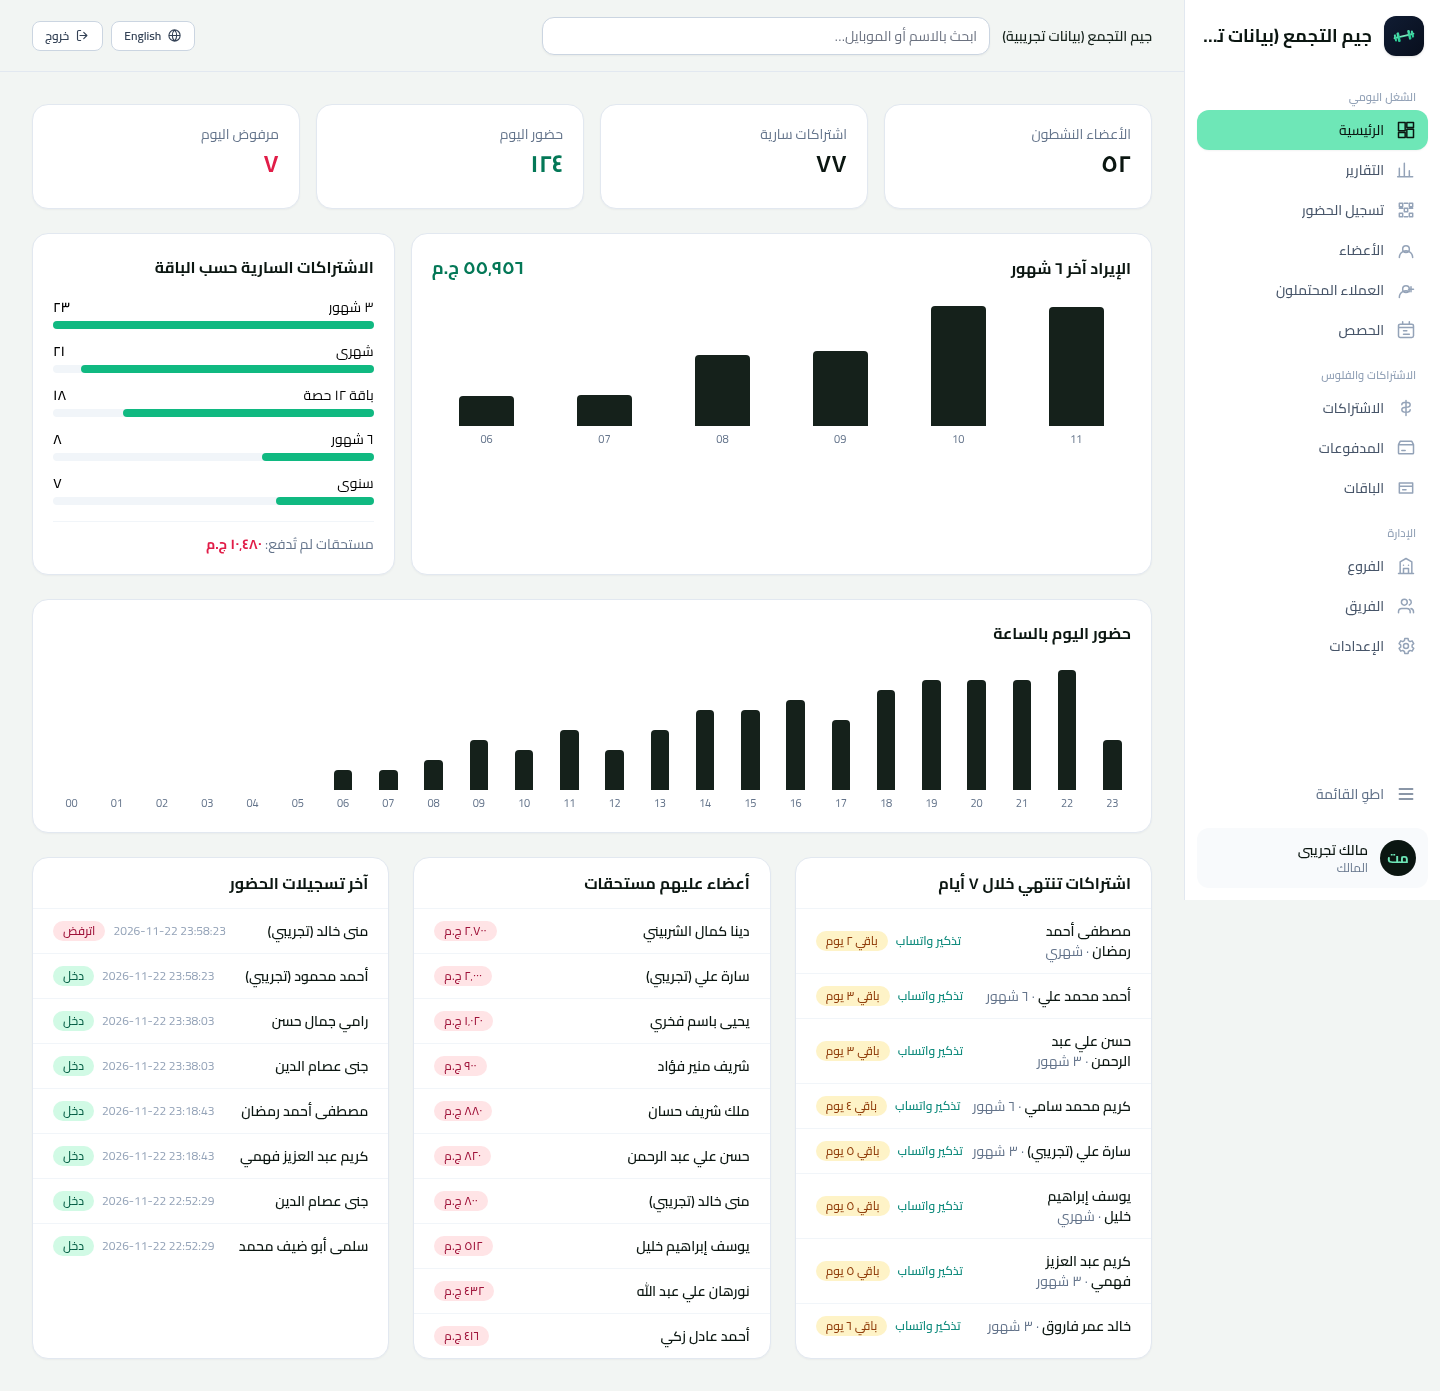 جيم التجمع (بيانات تـ...
الشغل اليومي
الرئيسية
التقارير
تسجيل الحضور
الأعضاء
العملاء المحتملون
الحصص
الاشتراكات والفلوس
الاشتراكات
المدفوعات
الباقات
الإدارة
الفروع
الفريق
الإعدادات
اطوِ القائمة
مت
مالك تجريبي
المالك
جيم التجمع (بيانات تجريبية)
ابحث بالاسم أو الموبايل...
English
خروج
الأعضاء النشطون
٥٢
اشتراكات سارية
٧٧
حضور اليوم
١٢٤
مرفوض اليوم
٧
الإيراد آخر ٦ شهور
٥٥,٩٥٦ ج.م
06 07 08 09 10 11
الاشتراكات السارية حسب الباقة
٣ شهور ٢٣
شهري ٢١
باقة ١٢ حصة ١٨
٦ شهور ٨
سنوي ٧
مستحقات لم تُدفع: ١٠,٤٨٠ ج.م
حضور اليوم بالساعة
00 01 02 03 04 05 06 07 08 09 10 11 12 13 14 15 16 17 18 19 20 21 22 23
اشتراكات تنتهي خلال ٧ أيام
مصطفى أحمد
رمضان · شهري
تذكير واتساب
باقي ٢ يوم
أحمد محمد علي · ٦ شهور
تذكير واتساب
باقي ٣ يوم
حسن علي عبد
الرحمن · ٣ شهور
تذكير واتساب
باقي ٣ يوم
كريم محمد سامي · ٦ شهور
تذكير واتساب
باقي ٤ يوم
سارة علي (تجريبي) · ٣ شهور
تذكير واتساب
باقي ٥ يوم
يوسف إبراهيم
خليل · شهري
تذكير واتساب
باقي ٥ يوم
كريم عبد العزيز
فهمي · ٣ شهور
تذكير واتساب
باقي ٥ يوم
خالد عمر فاروق · ٣ شهور
تذكير واتساب
باقي ٦ يوم
أعضاء عليهم مستحقات
دينا كمال الشربيني ٢,٧٠٠ ج.م
سارة علي (تجريبي) ٢,٠٠٠ ج.م
يحيى باسم فخري ١,٠٢٠ ج.م
شريف منير فؤاد ٩٠٠ ج.م
ملك شريف حسان ٨٨٠ ج.م
حسن علي عبد الرحمن ٨٢٠ ج.م
منى خالد (تجريبي) ٨٠٠ ج.م
يوسف إبراهيم خليل ٥١٢ ج.م
نورهان علي عبد الله ٤٣٢ ج.م
أحمد عادل زكي ٤١٦ ج.م
آخر تسجيلات الحضور
منى خالد (تجريبي) 2026-11-22 23:58:23 اترفض
أحمد محمود (تجريبي) 2026-11-22 23:58:23 دخل
رامي جمال حسن 2026-11-22 23:38:03 دخل
جنى عصام الدين 2026-11-22 23:38:03 دخل
مصطفى أحمد رمضان 2026-11-22 23:18:43 دخل
كريم عبد العزيز فهمي 2026-11-22 23:18:43 دخل
جنى عصام الدين 2026-11-22 22:52:29 دخل
سلمى أبو ضيف محمد 2026-11-22 22:52:29 دخل